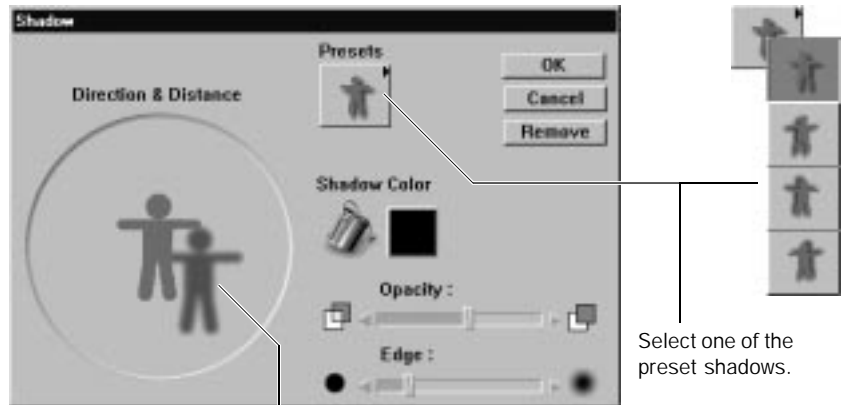 Shadow
Presets
OK
Direction & Distance
Cancel
Remove
Shadow Color
Opacity :
Edge :
Select one of the
preset shadows.